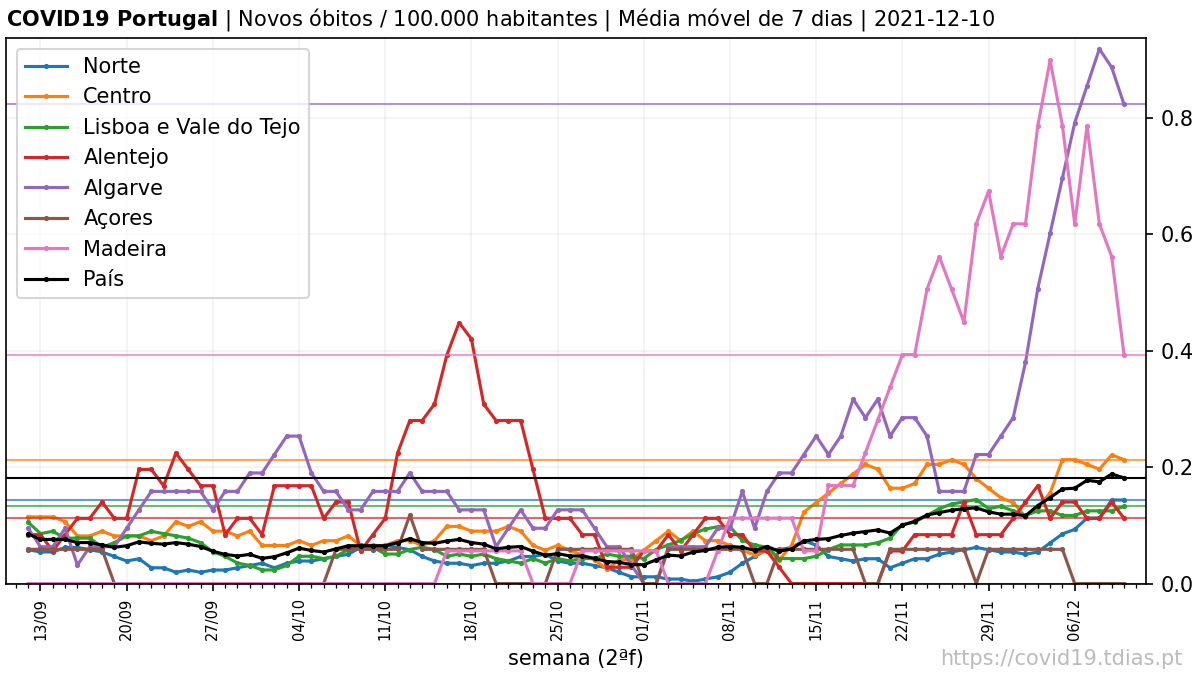 COVID19 Portugal | Novos óbitos / 100.000 habitantes | Média móvel de 7 dias | 2021-12-10
Norte
Centro
Lisboa e Vale do Tejo
Alentejo
Algarve
Açores
Madeira
País
0.8
0.6
0.4
0.2
0.0
13/09
20/09
27/09
04/10
11/10
18/10
25/10
01/11
08/11
15/11
22/11
29/11
06/12
semana (2ªf)
https://covid19.tdias.pt